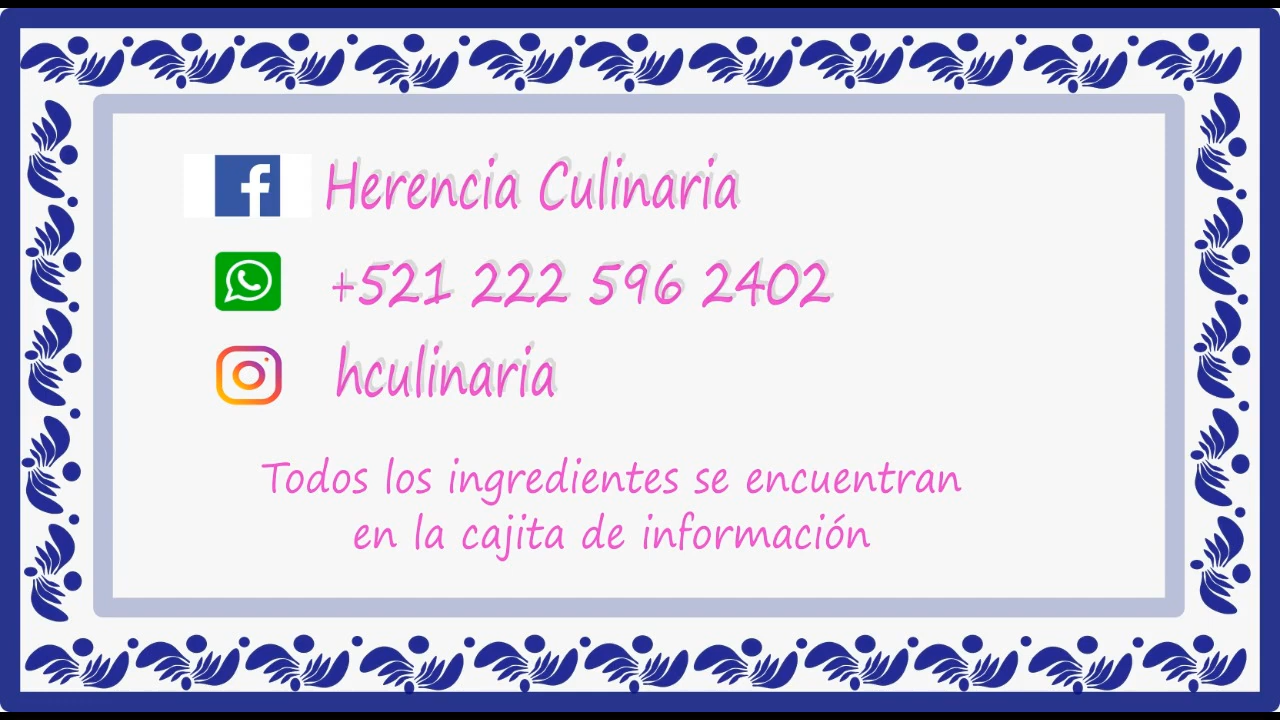 Herencia Culinaria
+521 222 596 2402
hculinaria
Todos los ingredientes se encuentran
en la cajita de información